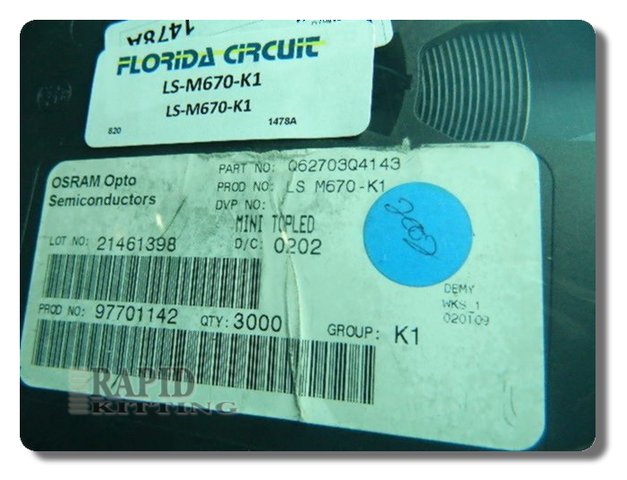 1478A
FLORIDA CIRCUIT
LS-M670-K1
LS-M670-K1
820 1478A
OSRAM Opto
Semiconductors
PART NO: Q62703Q4143
PROD NO: LS M670-K1
DVP NO:
MINI TOPLED
LOT NO: 21461398 D/C: 0202
DEMY
WKS 1
020109
PROD NO: 97701142 QTY: 3000 GROUP: K1
RAPID
KITTING